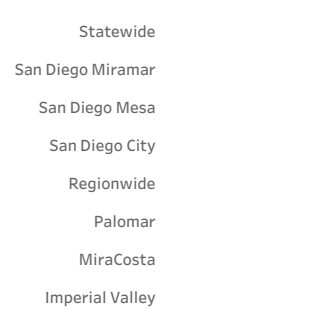 Statewide
San Diego Miramar
San Diego Mesa
San Diego City
Regionwide
Palomar
MiraCosta
Imperial Valley